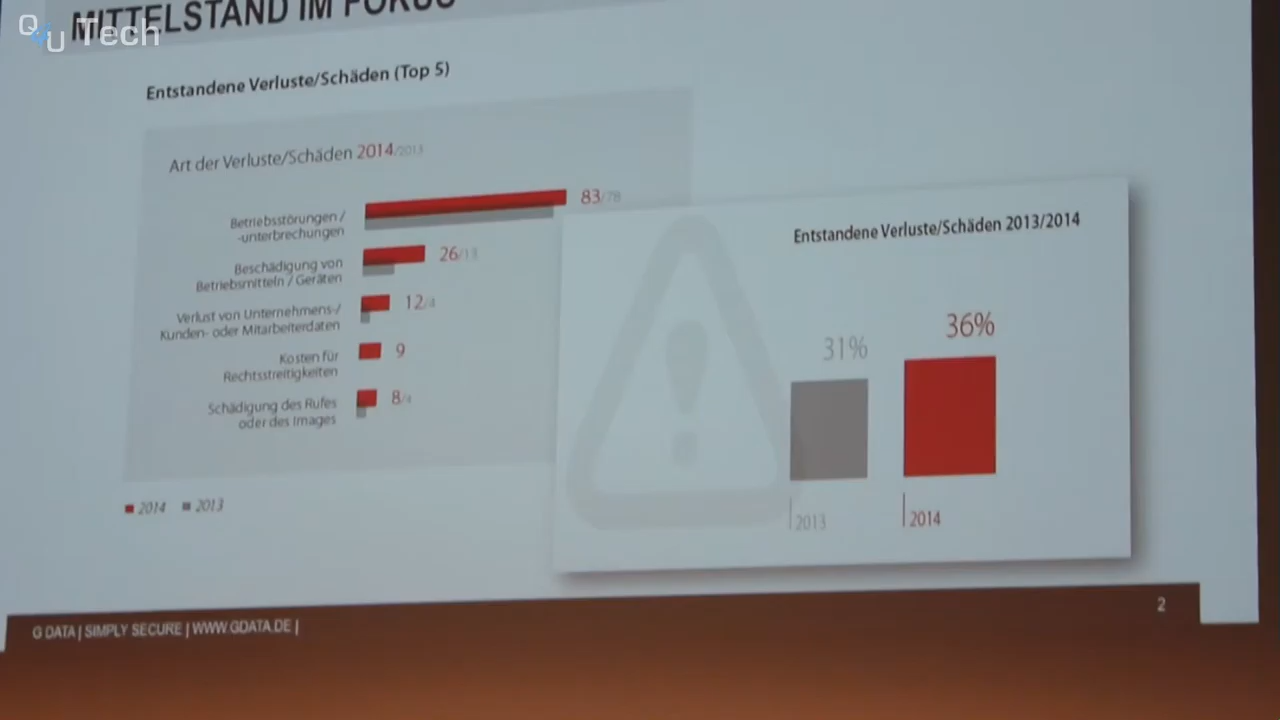 MITTELSTAND IM FOKUS
QU Tech
Entstandene Verluste/Schäden (Top 5)
Art der Verluste/Schäden 2014/2013
Betriebsstörungen /
-unterbrechungen
83/78
Beschädigung von
Betriebsmitteln / Geräten
26/13
Verlust von Unternehmens-/
Kunden- oder Mitarbeiterdaten
12/4
Kosten für
Rechtsstreitigkeiten
9
Schädigung des Rufes
oder des Images
8/4
2014 2013
Entstandene Verluste/Schäden 2013/2014
31%
36%
2013
2014
2
G DATA | SIMPLY SECURE | WWW.GDATA.DE |